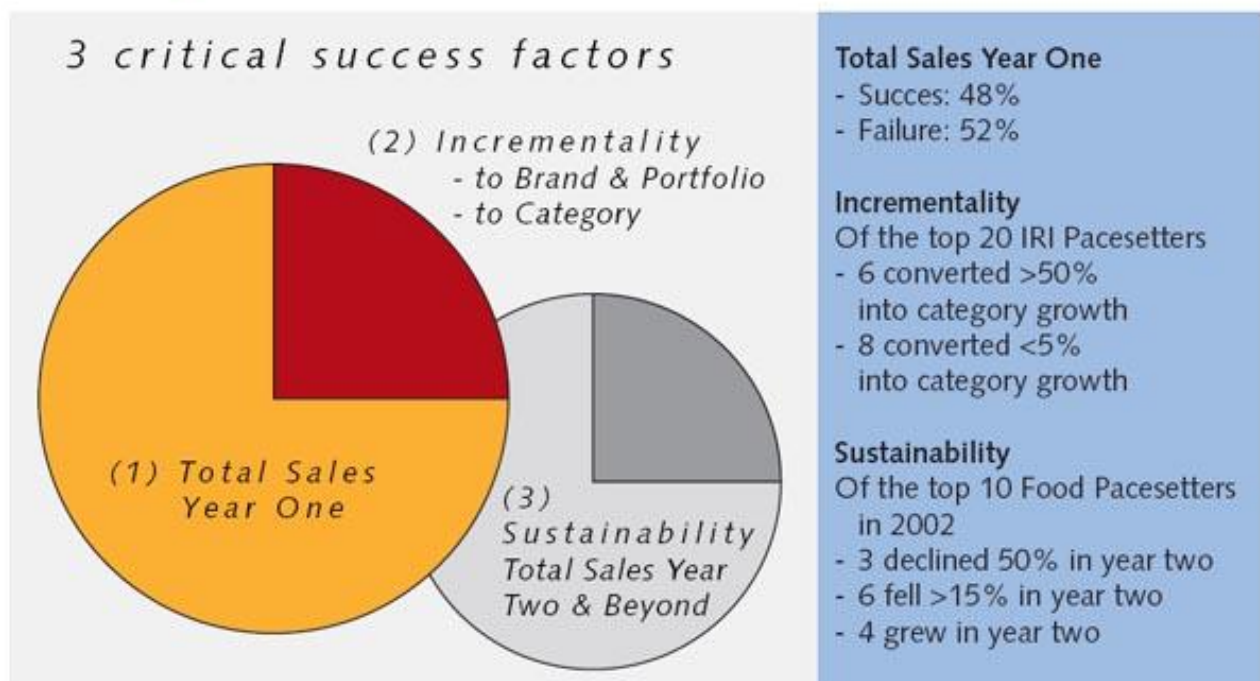 3 critical success factors
(2) Incrementality
- to Brand & Portfolio
- to Category
(1) Total Sales
Year One
(3)
Sustainability
Total Sales Year
Two & Beyond
Total Sales Year One
- Succes: 48%
- Failure: 52%
Incrementality
Of the top 20 IRI Pacesetters
- 6 converted >50%
into category growth
- 8 converted <5%
into category growth
Sustainability
Of the top 10 Food Pacesetters
in 2002
- 3 declined 50% in year two
- 6 fell >15% in year two
- 4 grew in year two